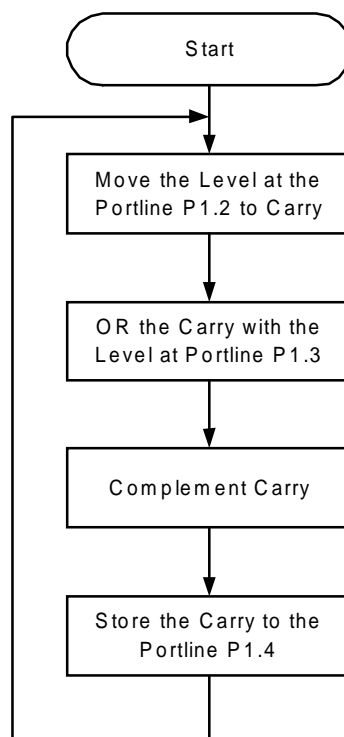 Start
Move the Level at the
Portline P1.2 to Carry
OR the Carry with the
Level at Portline P1.3
Complement Carry
Store the Carry to the
Portline P1.4